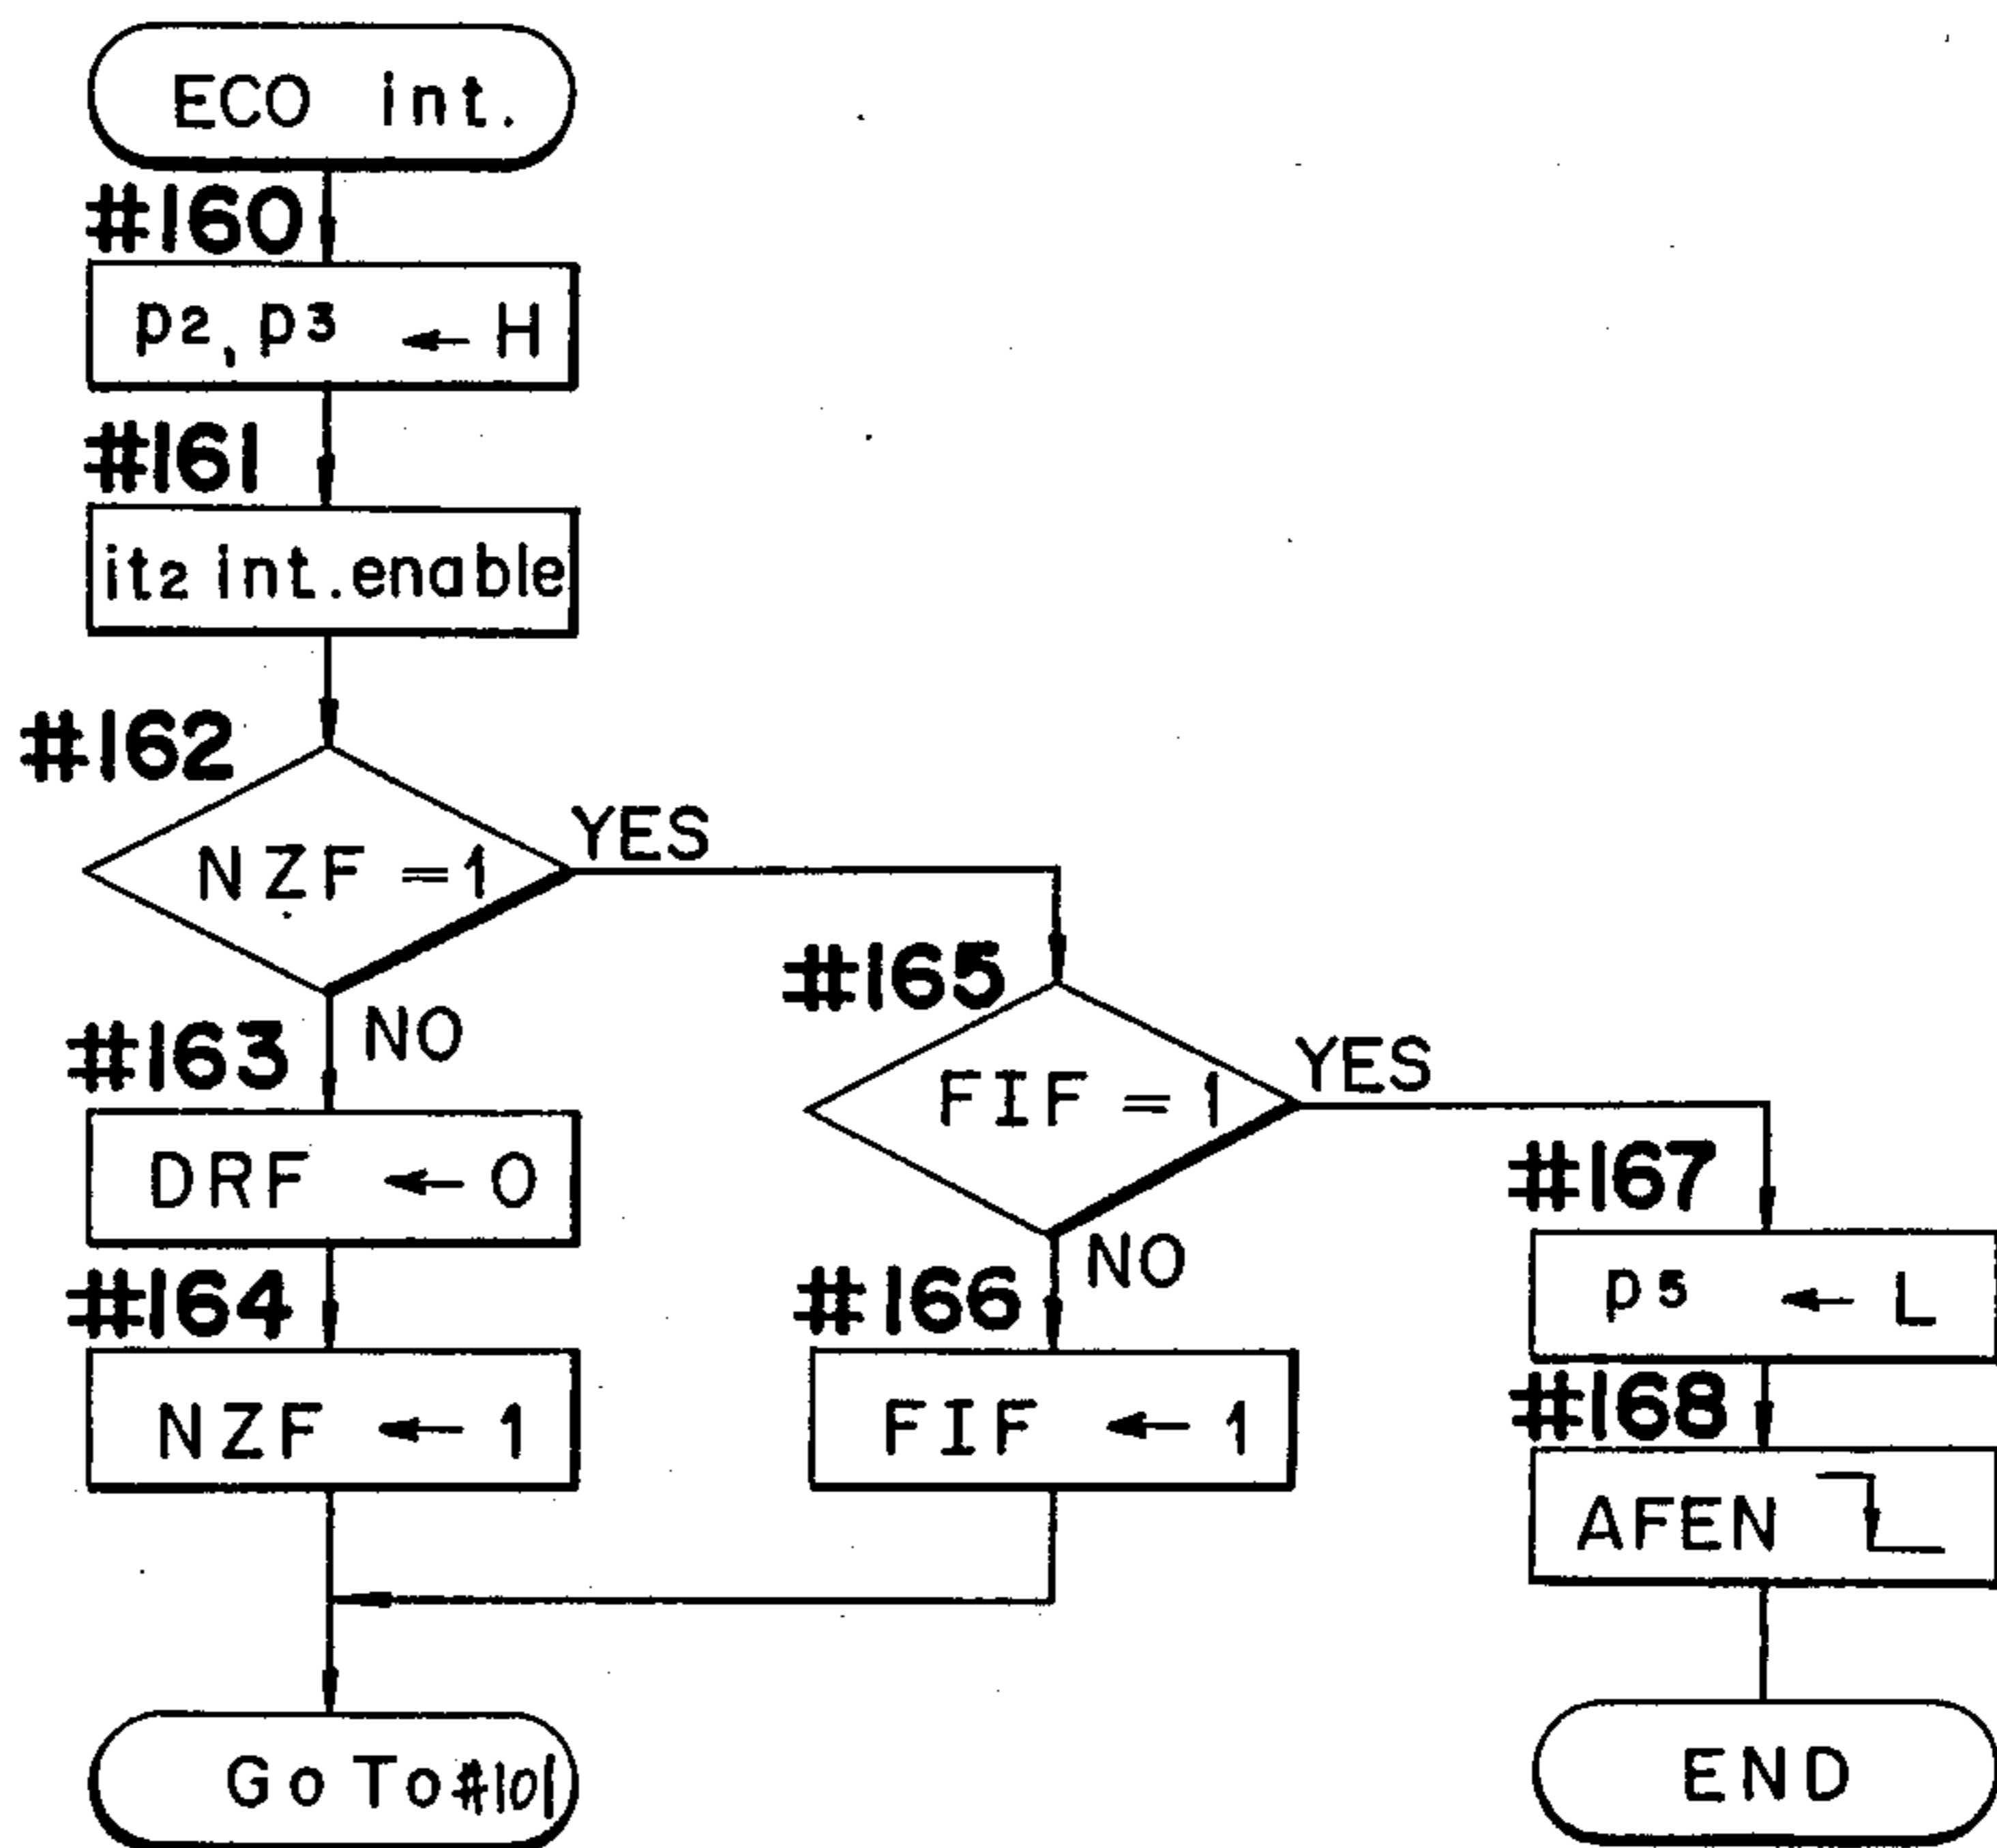 ECO int.
#160
p2, p3 ← H
#161
it2 int.enable
#162
NZF =1
YES
NO
#163
DRF ← O
#164
NZF ← 1
#165
FIF = 1
YES
NO
#166
FIF ← 1
#167
p5 ← L
#168
AFEN
Go To #101
END